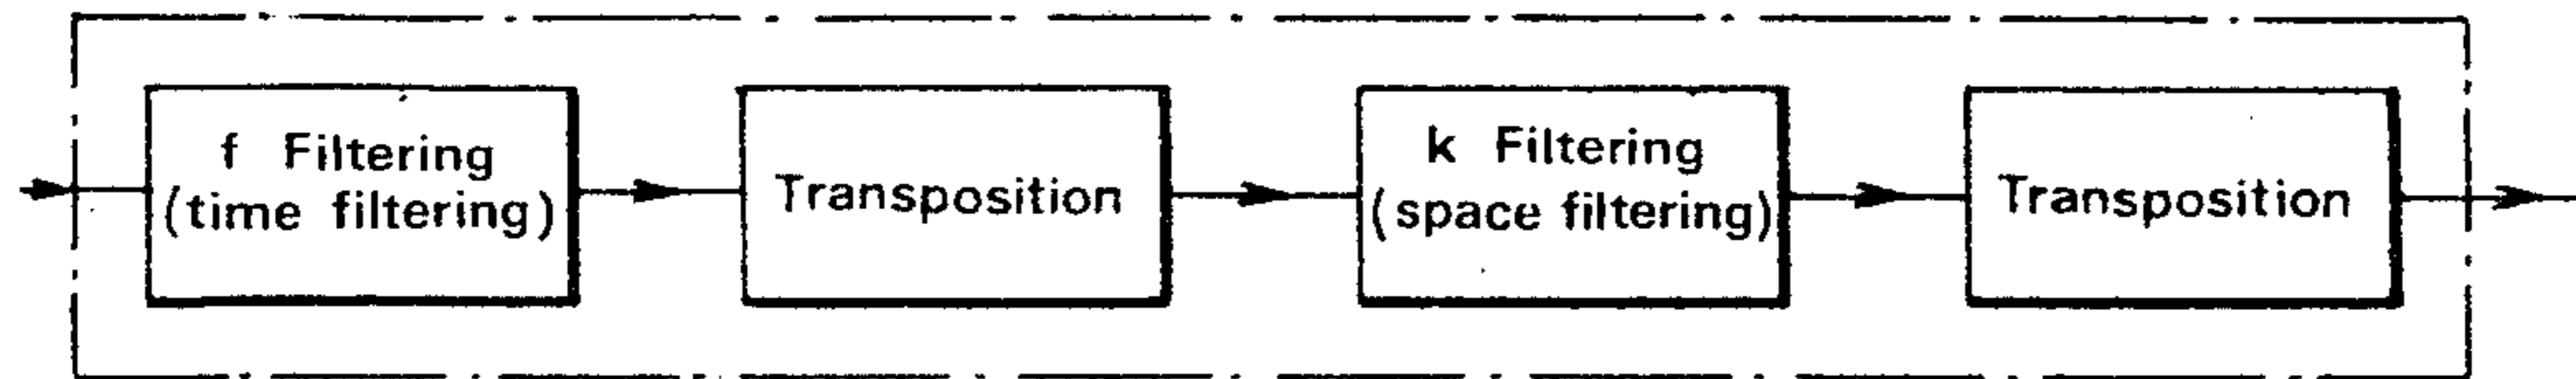 f Filtering
(time filtering)
Transposition
k Filtering
(space filtering)
Transposition